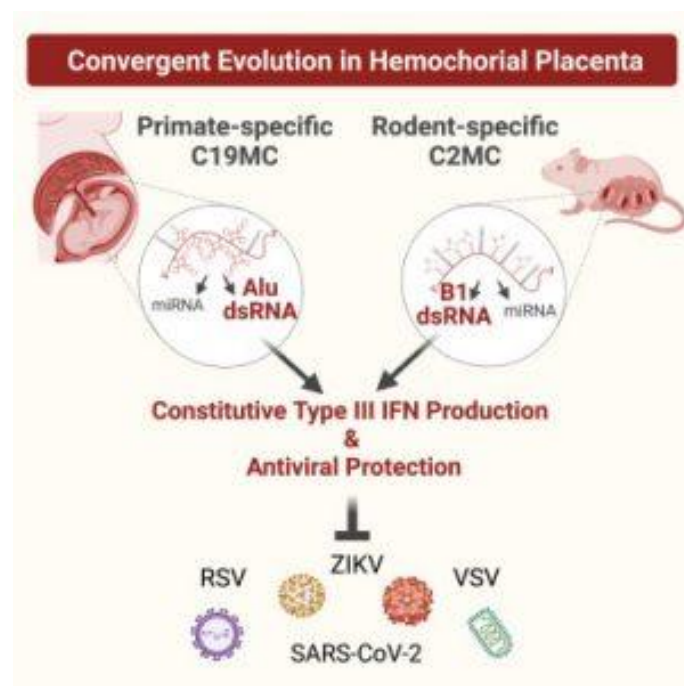 Convergent Evolution in Hemochorial Placenta
Primate-specific
C19MC
Rodent-specific
C2MC
miRNA
Alu
dsRNA
B1
dsRNA
miRNA
Constitutive Type III IFN Production
&
Antiviral Protection
RSV
ZIKV
VSV
SARS-CoV-2